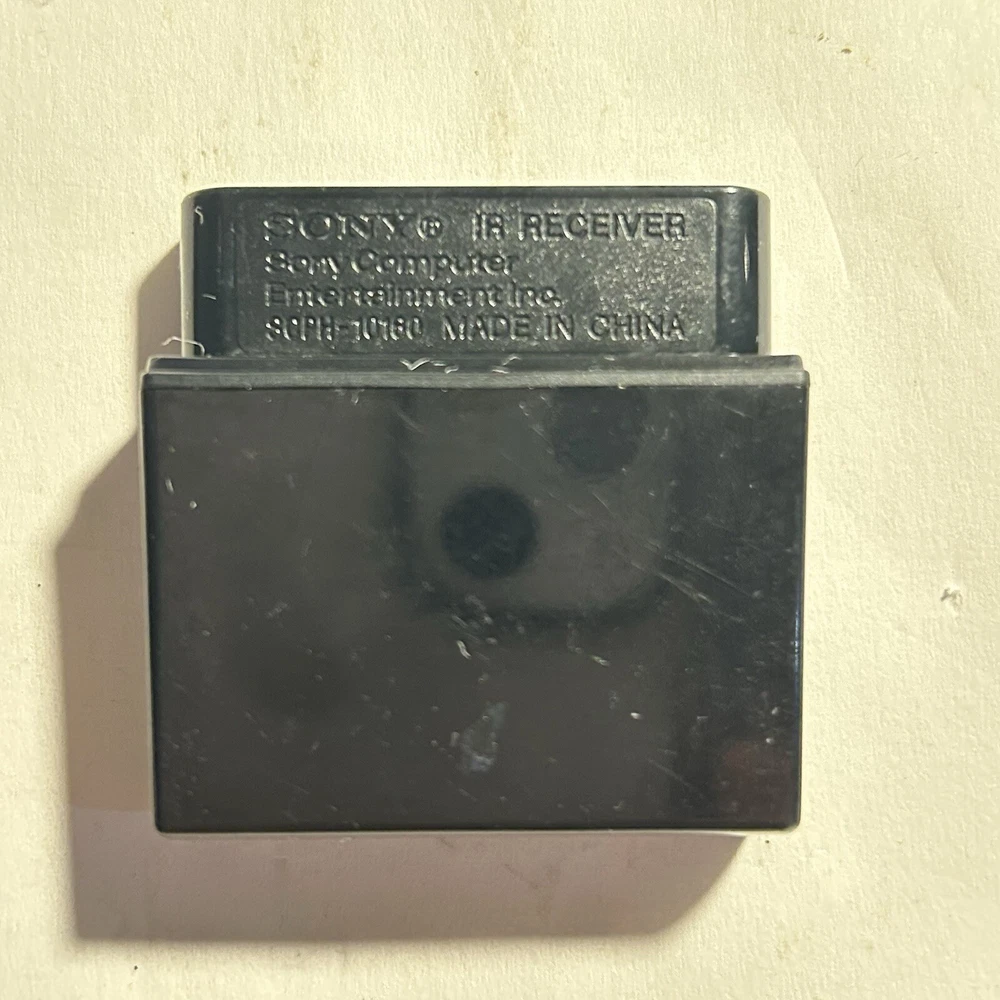 SONY® IR RECEIVER
Sony Computer
Entertainment Inc.
SCPH-10160 MADE IN CHINA